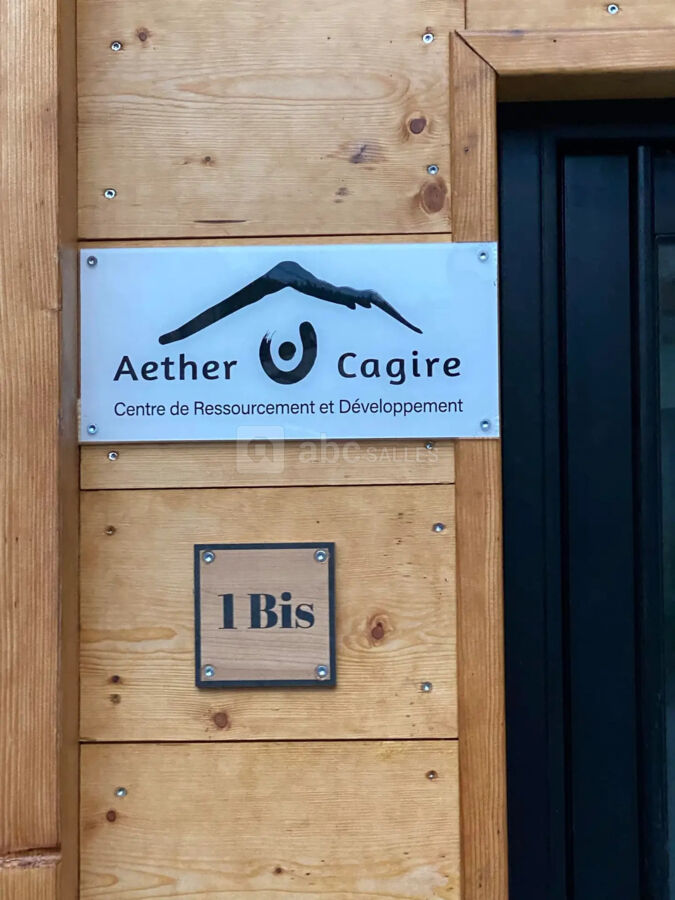 Aether Cagire
Centre de Ressourcement et Développement
abc SALLES
1 Bis